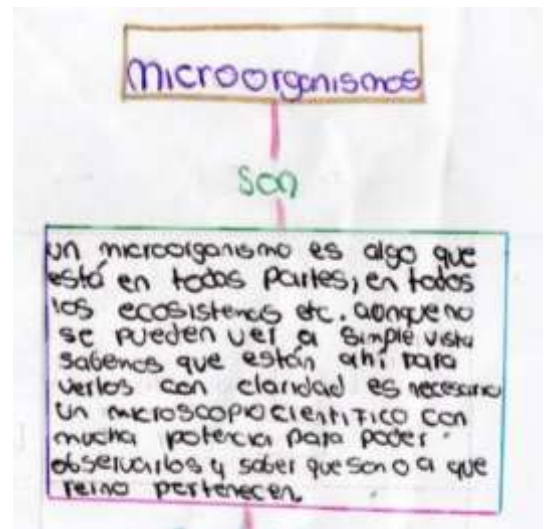 Microorganismos
son
un microorganismo es algo que
está en todas partes, en todos
los ecosistemas etc. aunque no
se pueden ver a simple vista
sabemos que están ahí para
verlos con claridad es necesario
un microscopio cientifico con
mucha potencia para poder
observarlos y saber que son o a que
reino pertenecen.